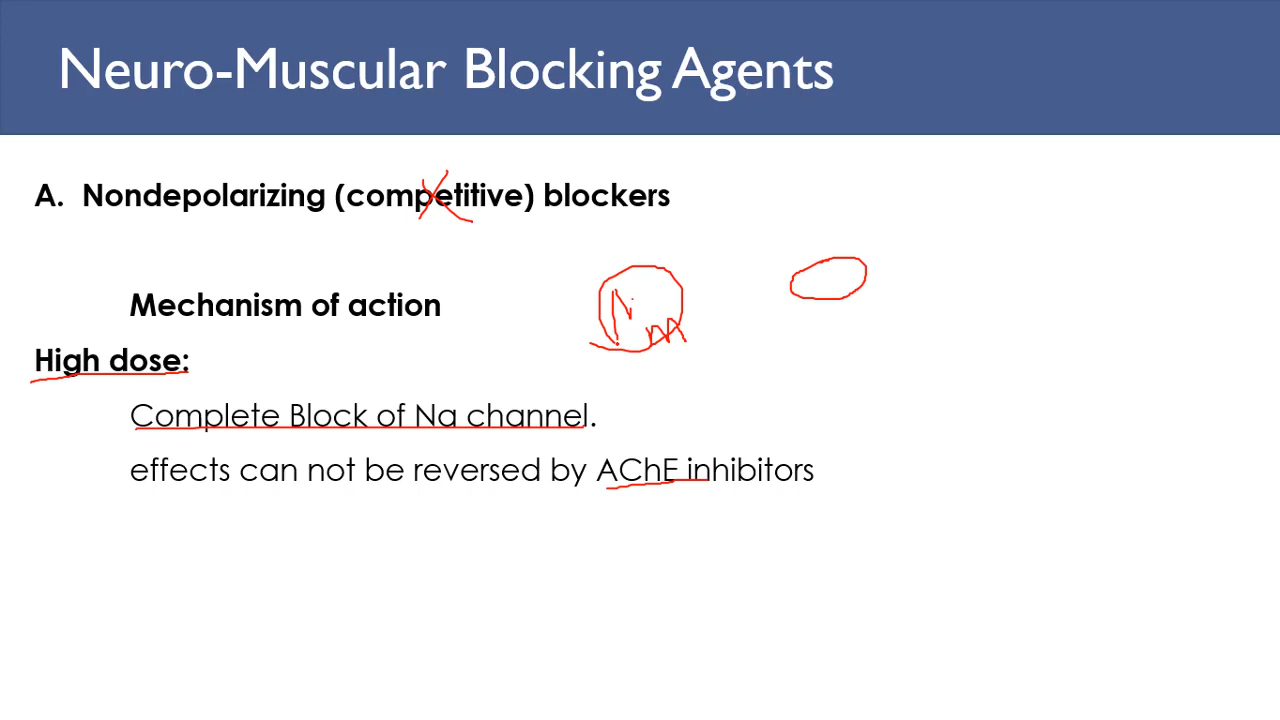 Neuro-Muscular Blocking Agents
A. Nondepolarizing (competitive) blockers
Mechanism of action
Nm
High dose:
Complete Block of Na channel.
effects can not be reversed by AChE inhibitors